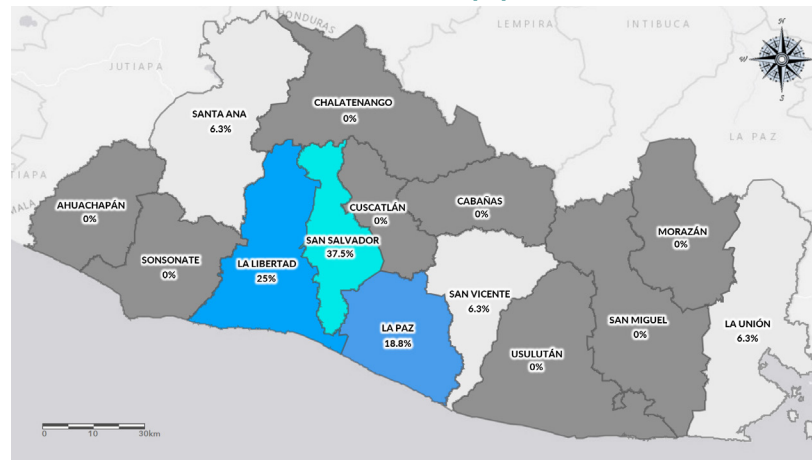 HONDURAS
LEMPIRA
INTIBUCA
N
W
S
JUTIAPA
SANTA ANA
6.3%
CHALATENANGO
0%
LA PAZ
TIAPA
MALA
AHUACHAPÁN
0%
CUSCATLÁN
0%
CABAÑAS
0%
MORAZÁN
0%
SONSONATE
0%
LA LIBERTAD
25%
SAN SALVADOR
37.5%
SAN VICENTE
6.3%
LA PAZ
18.8%
USULUTÁN
0%
SAN MIGUEL
0%
LA UNIÓN
6.3%
0 10 30km